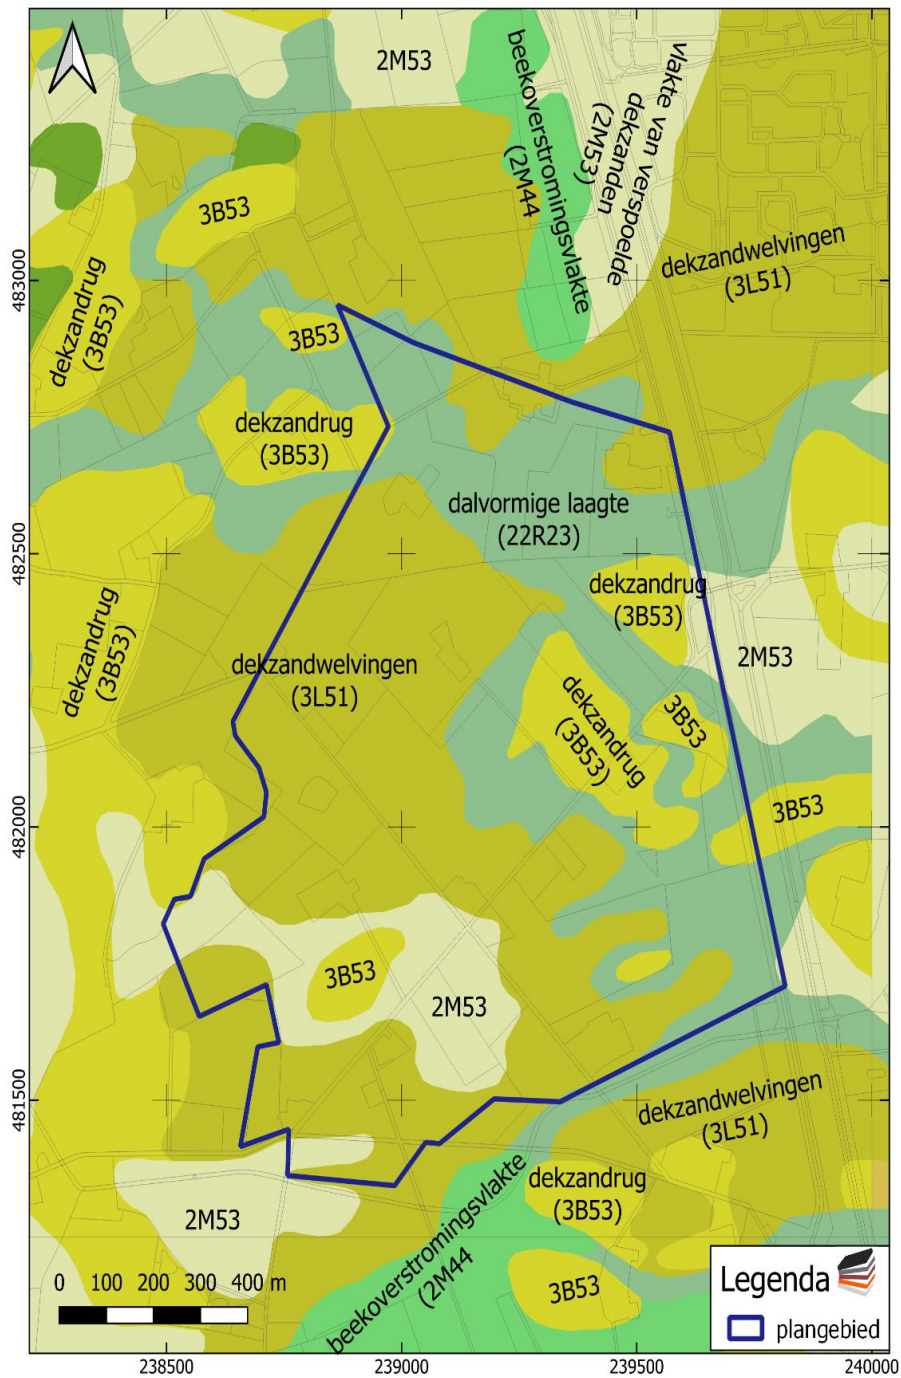 2M53
beekoverstromingsvlakte
(2M44
vlakte van verspoelde
dekzanden
(2M53)
3B53
dekzandwelvingen
(3L51)
483000
dekzandrug
(3B53)
3B53
dekzandrug
(3B53)
dalvormige laagte
(22R23)
482500
dekzandrug
(3B53)
dekzandrug
(3B53)
2M53
dekzandwelvingen
(3L51)
dekzandrug
(3B53)
3B53
3B53
482000
3B53
2M53
481500
dekzandwelvingen
(3L51)
beekoverstromingsvlakte
(2M44
dekzandrug
(3B53)
2M53
3B53
0 100 200 300 400 m
Legenda
plangebied
238500 239000 239500 240000